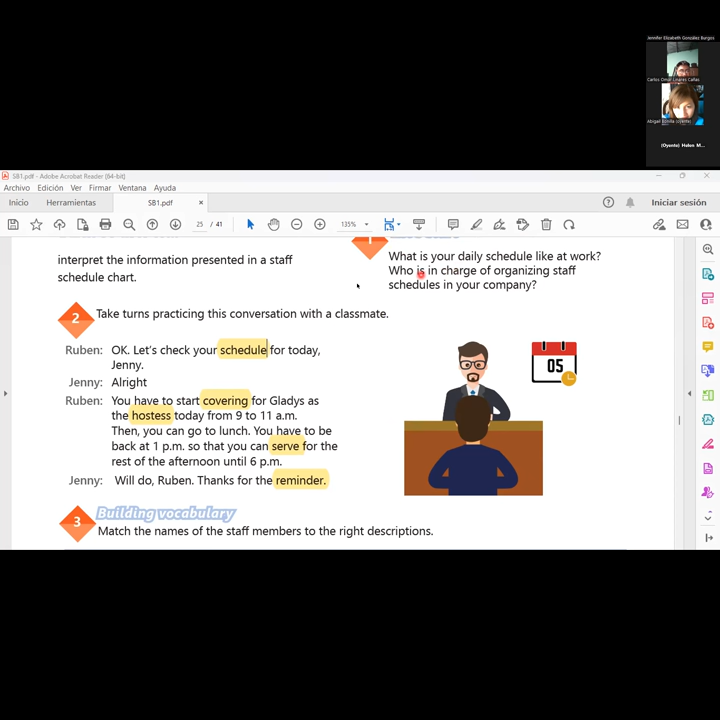 Jennifer Elizabeth González Burgos
Carlos Omar Linares Cañas
(Oyente) Helen M...
SB1.pdf - Adobe Acrobat Reader (64-bit)
Archivo Edición Ver Firmar Ventana Ayuda
Inicio Herramientas SB1.pdf × Iniciar sesión
25 / 41 135%
interpret the information presented in a staff
schedule chart.
1
What is your daily schedule like at work?
Who is in charge of organizing staff
schedules in your company?
2 Take turns practicing this conversation with a classmate.
Ruben: OK. Let's check your schedule for today,
Jenny.
Jenny: Alright
Ruben: You have to start covering for Gladys as
the hostess today from 9 to 11 a.m.
Then, you can go to lunch. You have to be
back at 1 p.m. so that you can serve for the
rest of the afternoon until 6 p.m.
Jenny: Will do, Ruben. Thanks for the reminder.
05
3 Building vocabulary
Match the names of the staff members to the right descriptions.